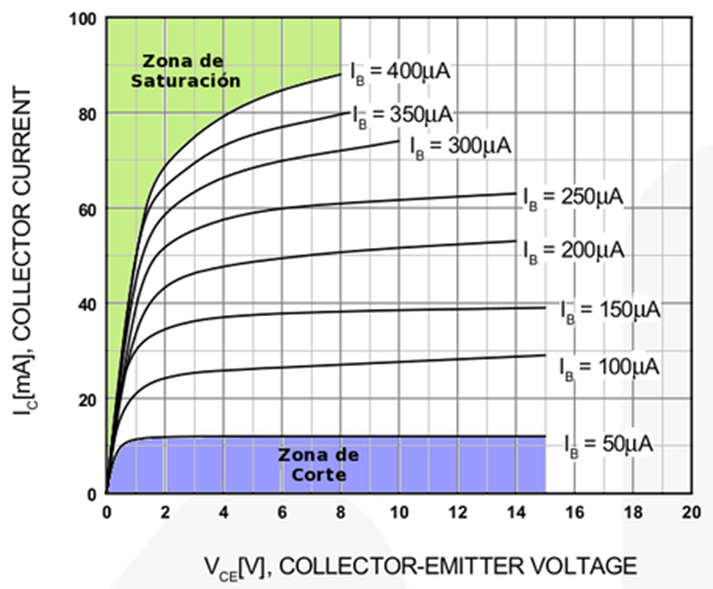 100
80
60
40
20
0
I_C[mA], COLLECTOR CURRENT
Zona de
Saturación
I_B = 400μA
I_B = 350μA
I_B = 300μA
I_B = 250μA
I_B = 200μA
I_B = 150μA
I_B = 100μA
I_B = 50μA
Zona de
Corte
0 2 4 6 8 10 12 14 16 18 20
V_CE[V], COLLECTOR-EMITTER VOLTAGE